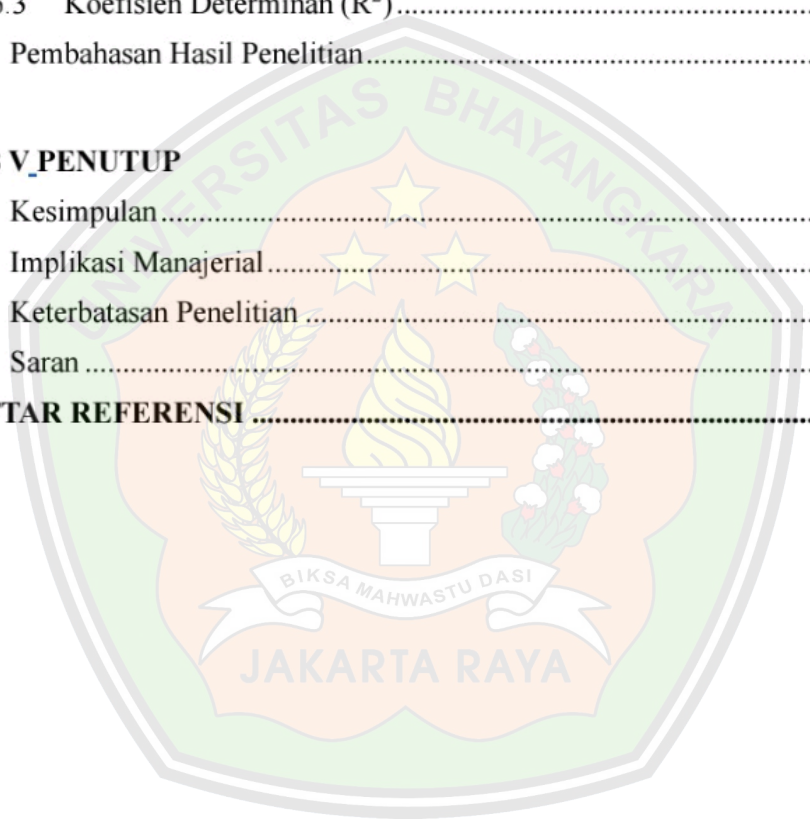 .3 Koefisien Determinan (R²)
Pembahasan Hasil Penelitian
V PENUTUP
Kesimpulan
Implikasi Manajerial
Keterbatasan Penelitian
Saran
TAR REFERENSI
UNIVERSITAS BHAYANGKARA
BIKSA MAHWASTU DASI
JAKARTA RAYA